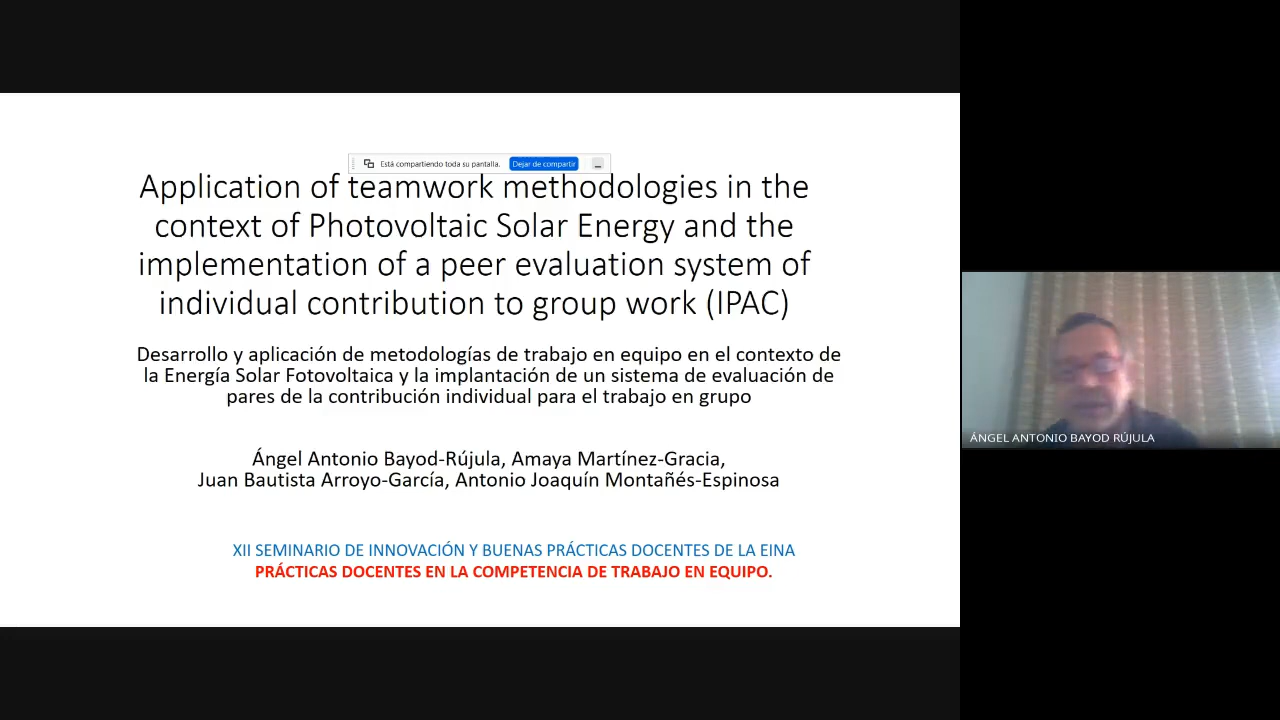 Está compartiendo toda su pantalla. Dejar de compartir
Application of teamwork methodologies in the
context of Photovoltaic Solar Energy and the
implementation of a peer evaluation system of
individual contribution to group work (IPAC)
Desarrollo y aplicación de metodologías de trabajo en equipo en el contexto de
la Energía Solar Fotovoltaica y la implantación de un sistema de evaluación de
pares de la contribución individual para el trabajo en grupo
Ángel Antonio Bayod-Rújula, Amaya Martínez-Gracia,
Juan Bautista Arroyo-García, Antonio Joaquín Montañés-Espinosa
XII SEMINARIO DE INNOVACIÓN Y BUENAS PRÁCTICAS DOCENTES DE LA EINA
PRÁCTICAS DOCENTES EN LA COMPETENCIA DE TRABAJO EN EQUIPO.
ÁNGEL ANTONIO BAYOD RÚJULA